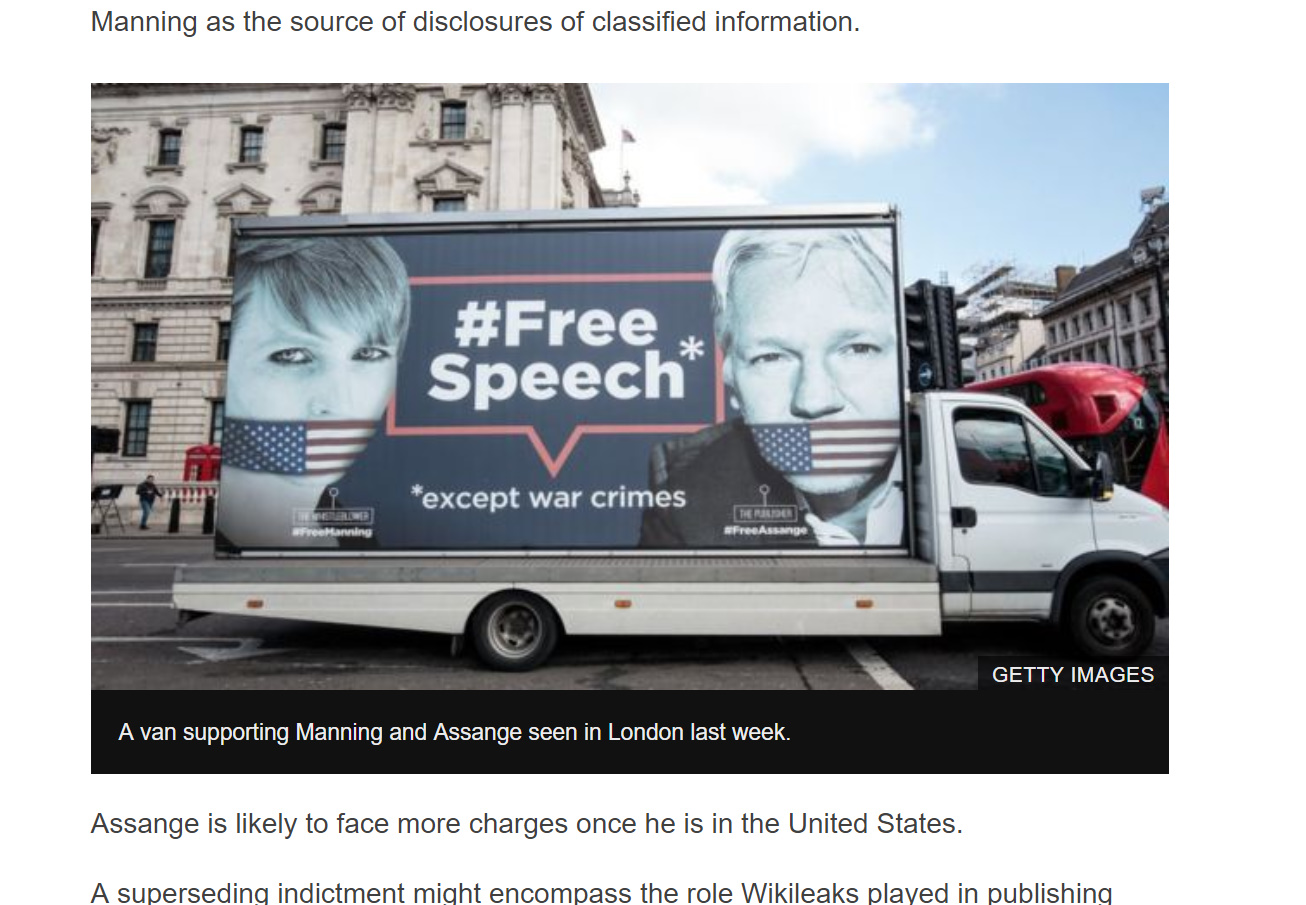 Manning as the source of disclosures of classified information.
#Free
Speech*
*except war crimes
THE WHISTLEBLOWER
#FreeManning
THE PUBLISHER
#FreeAssange
GETTY IMAGES
A van supporting Manning and Assange seen in London last week.
Assange is likely to face more charges once he is in the United States.
A superseding indictment might encompass the role Wikileaks played in publishing